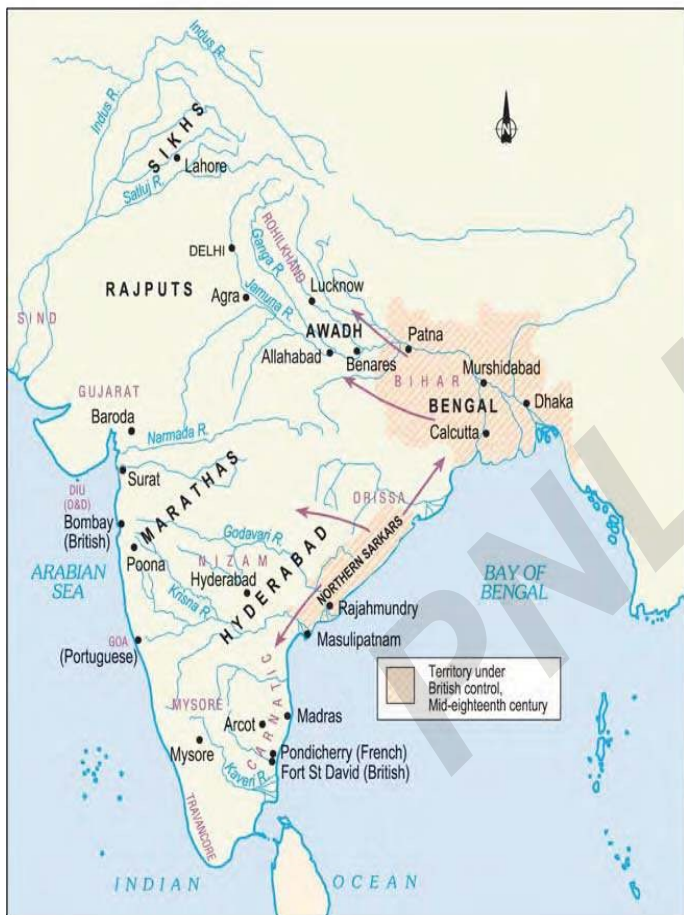 Indus R.
Indus R.
SIKHS
Lahore
Satluj R.
DELHI
ROHILKHAND
Ganga R.
RAJPUTS
Lucknow
Agra
Jamuna R.
SIND
AWADH
Patna
Allahabad
Benares
Murshidabad
BIHAR
GUJARAT
BENGAL
Dhaka
Baroda
Calcutta
Narmada R.
Surat
MARATHAS
DIU
(O&D)
ORISSA
Bombay
(British)
Godavari R.
NORTHERN SARKARS
Poona
NIZAM
HYDERABAD
ARABIAN
SEA
Hyderabad
BAY OF
BENGAL
Krisna R.
Rajahmundry
Masulipatnam
GOA
(Portuguese)
CARNATIC
Territory under
British control,
Mid-eighteenth century
MYSORE
Arcot
Madras
Mysore
Pondicherry (French)
Kaveri R.
Fort St David (British)
TRAVANCORE
INDIAN OCEAN
N
PNL